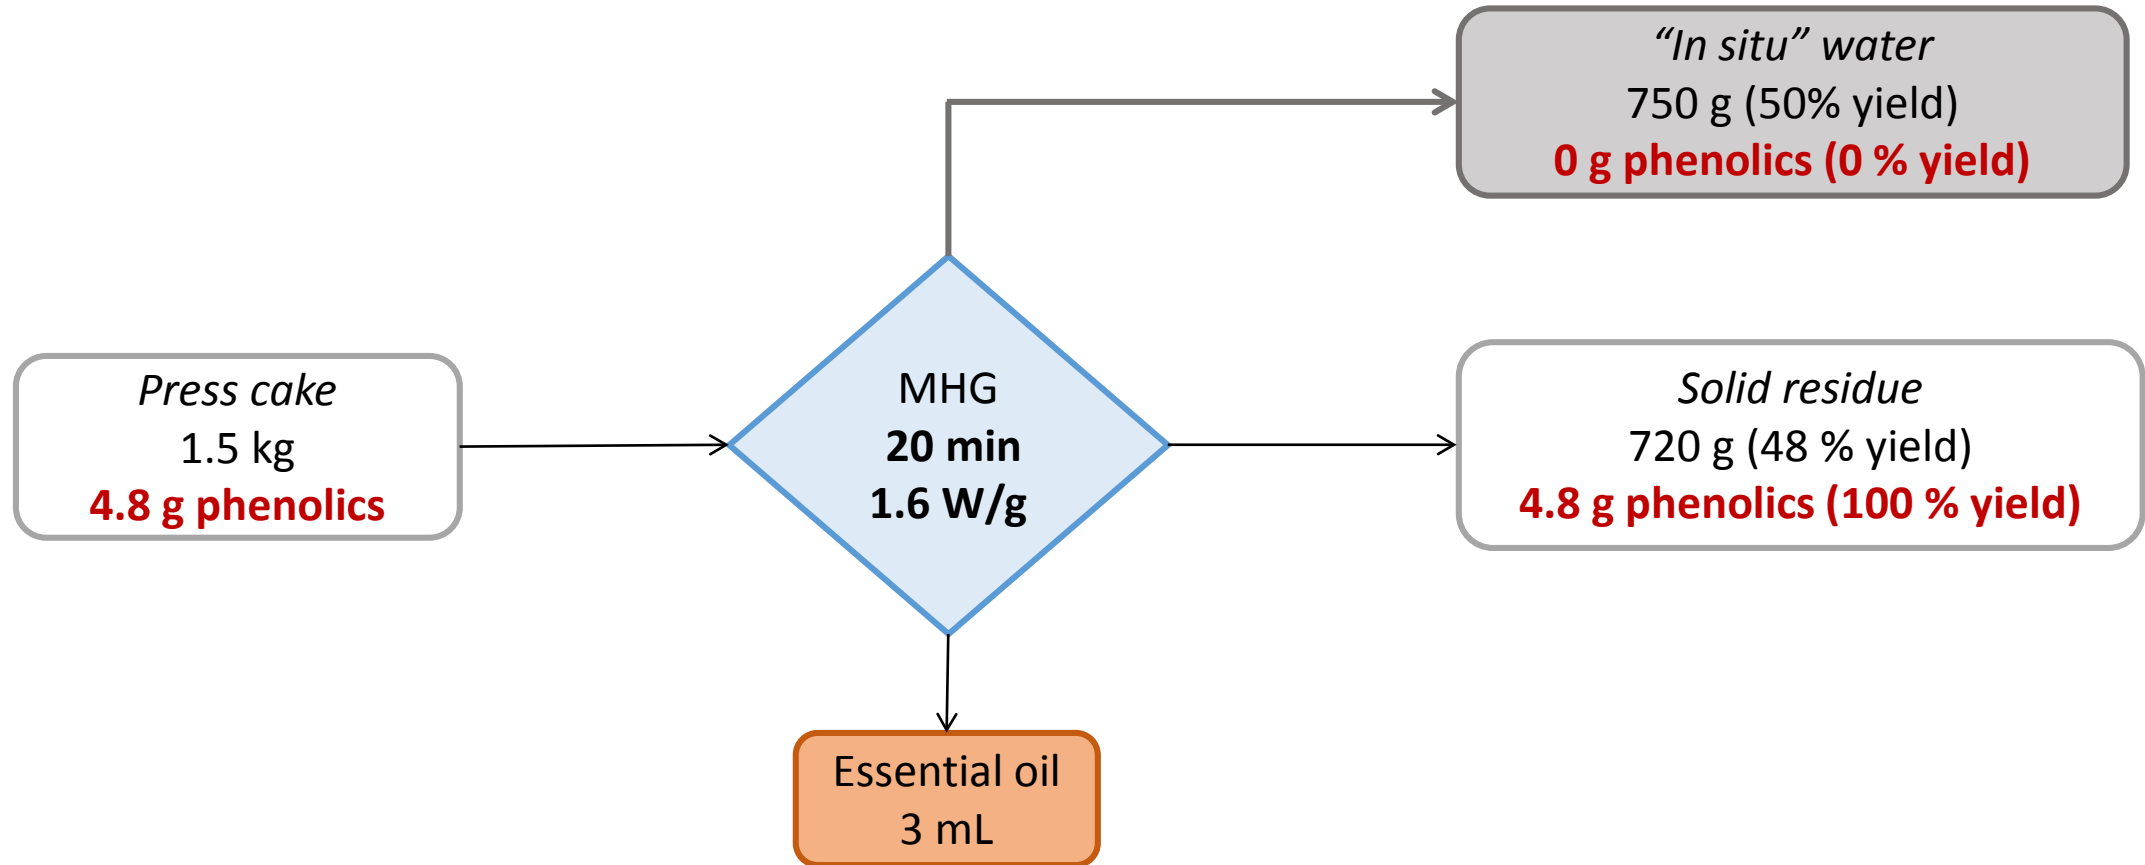 “In situ” water
750 g (50% yield)
0 g phenolics (0 % yield)
Press cake
1.5 kg
4.8 g phenolics
MHG
20 min
1.6 W/g
Solid residue
720 g (48 % yield)
4.8 g phenolics (100 % yield)
Essential oil
3 mL